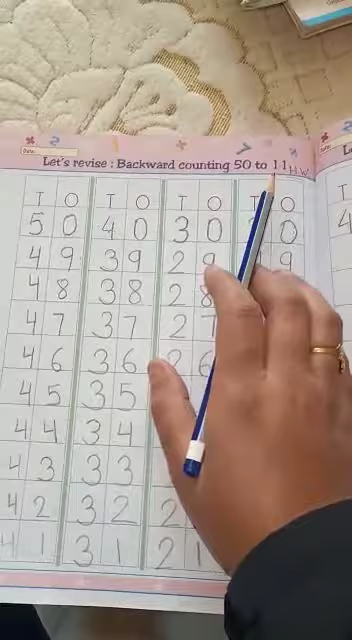 Date:
Let's revise : Backward counting 50 to 11 H.W
T O T O T O T O
5 0 4 0 3 0 0
4 9 3 9 2 9 9
4 8 3 8 2 8
4 7 3 7 2 7
4 6 3 6 2 6
4 5 3 5
4 4 3 4
4 3 3 3
4 2 3 2 2
4 1 3 1 2 1